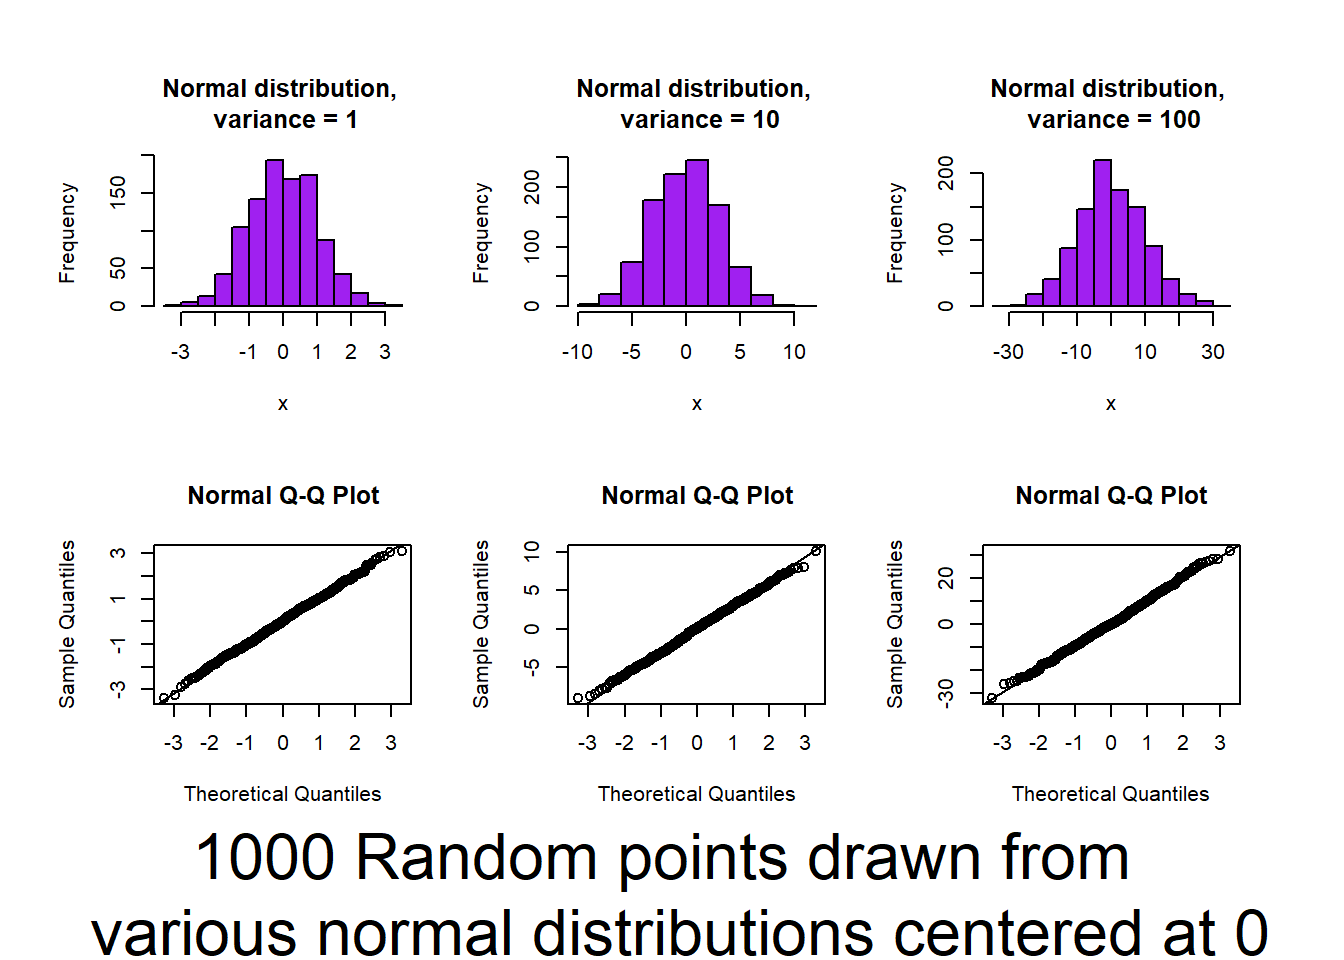 Normal distribution,
variance = 1
Frequency
0
50
150
-3
-1
0
1
2
3
x
Normal distribution,
variance = 10
Frequency
0
100
200
-10
-5
0
5
10
x
Normal distribution,
variance = 100
Frequency
0
100
200
-30
-10
10
30
x
Normal Q-Q Plot
Sample Quantiles
-3
-1
1
3
-3
-2
-1
0
1
2
3
Theoretical Quantiles
Normal Q-Q Plot
Sample Quantiles
-5
0
5
10
-3
-2
-1
0
1
2
3
Theoretical Quantiles
Normal Q-Q Plot
Sample Quantiles
-30
0
20
-3
-2
-1
0
1
2
3
Theoretical Quantiles
1000 Random points drawn from
various normal distributions centered at 0